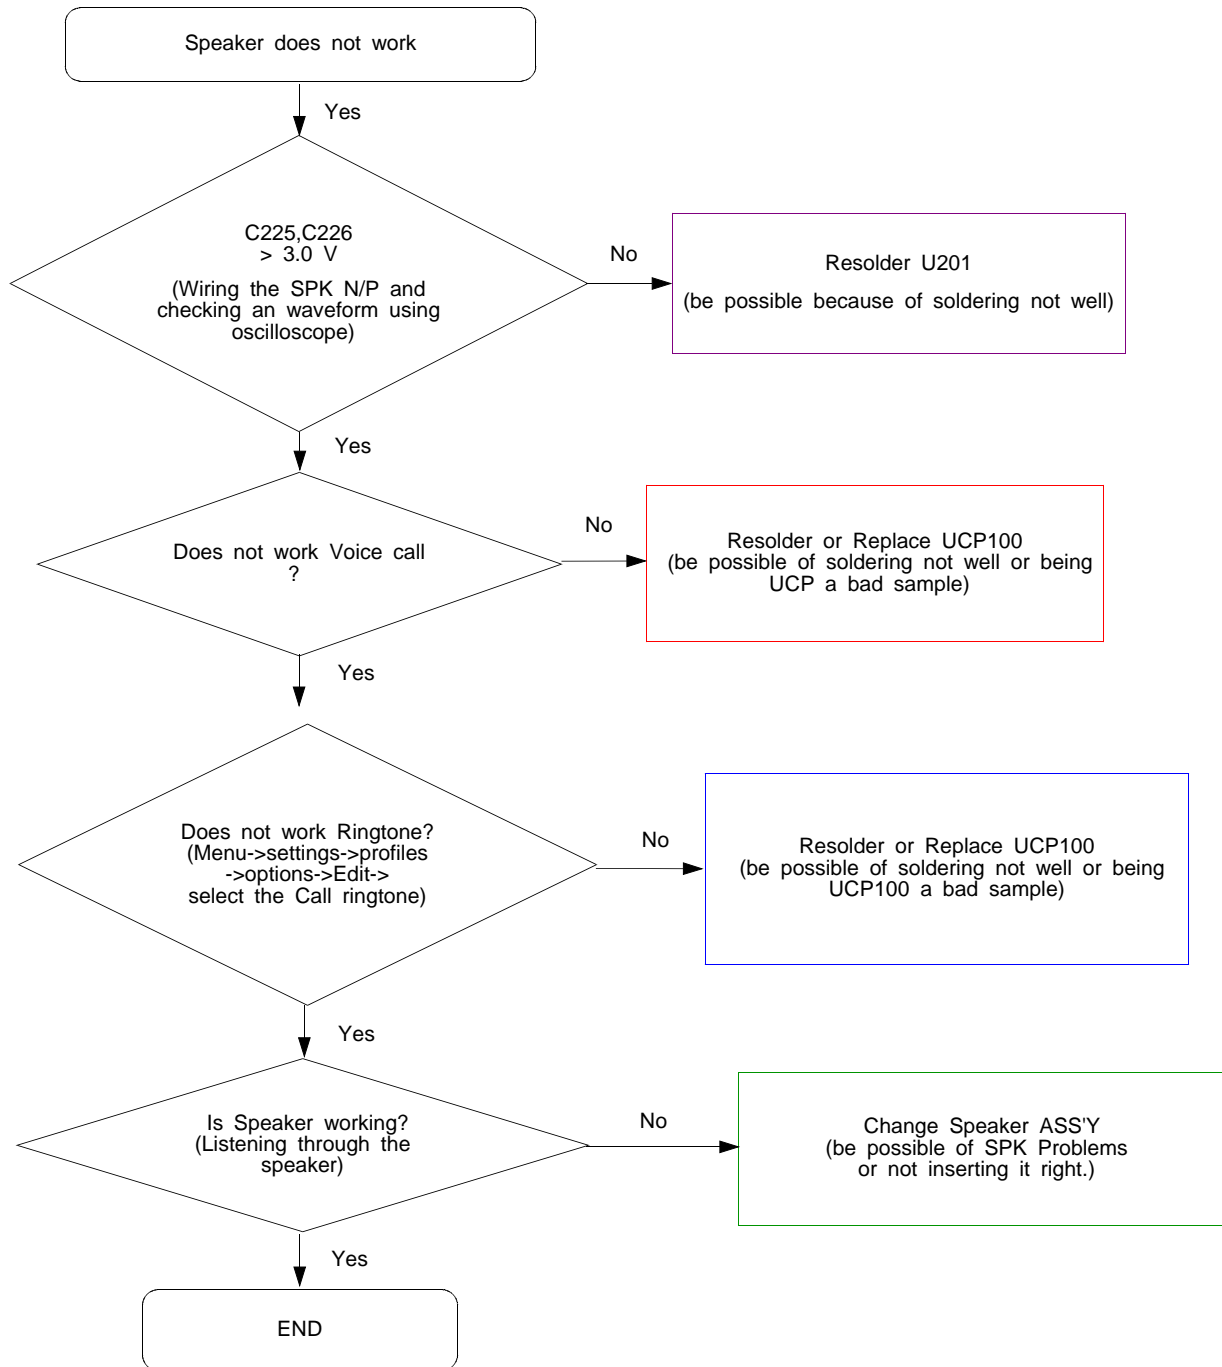 Speaker does not work
Yes
C225,C226
> 3.0 V
(Wiring the SPK N/P and
checking an waveform using
oscilloscope)
No
Resolder U201
(be possible because of soldering not well)
Yes
Does not work Voice call
?
No
Resolder or Replace UCP100
(be possible of soldering not well or being
UCP a bad sample)
Yes
Does not work Ringtone?
(Menu->settings->profiles
->options->Edit->
select the Call ringtone)
No
Resolder or Replace UCP100
(be possible of soldering not well or being
UCP100 a bad sample)
Yes
Is Speaker working?
(Listening through the
speaker)
No
Change Speaker ASS'Y
(be possible of SPK Problems
or not inserting it right.)
Yes
END